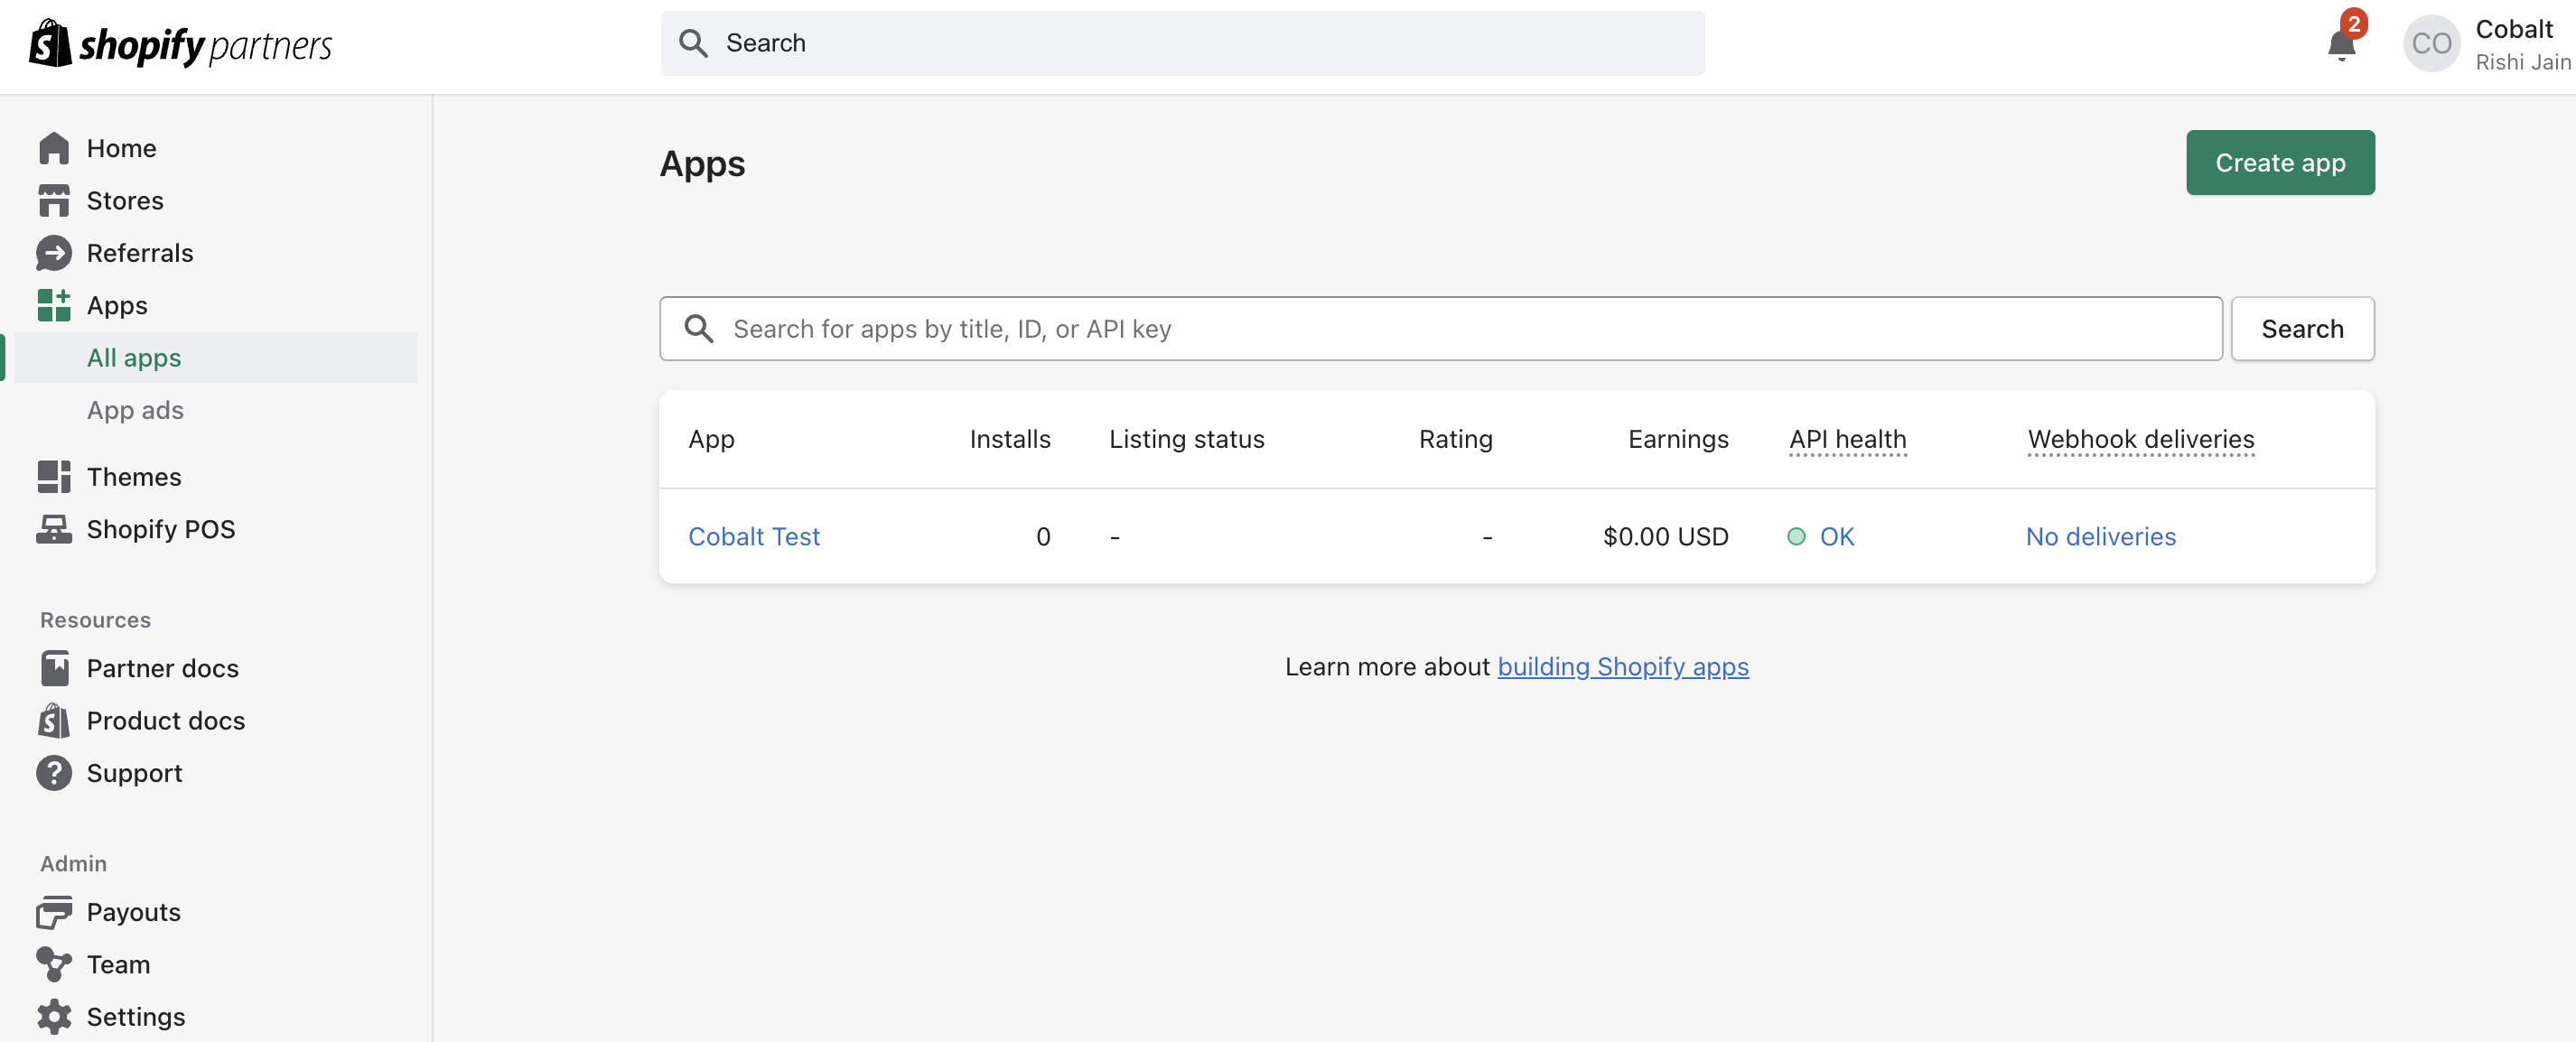 shopify partners
Search
2
CO
Cobalt
Rishi Jain
Home
Stores
Referrals
Apps
All apps
App ads
Themes
Shopify POS
Resources
Partner docs
Product docs
Support
Admin
Payouts
Team
Settings
Apps
Create app
Search for apps by title, ID, or API key
Search
App Installs Listing status Rating Earnings API health Webhook deliveries
Cobalt Test 0 - - $0.00 USD OK No deliveries
Learn more about building Shopify apps